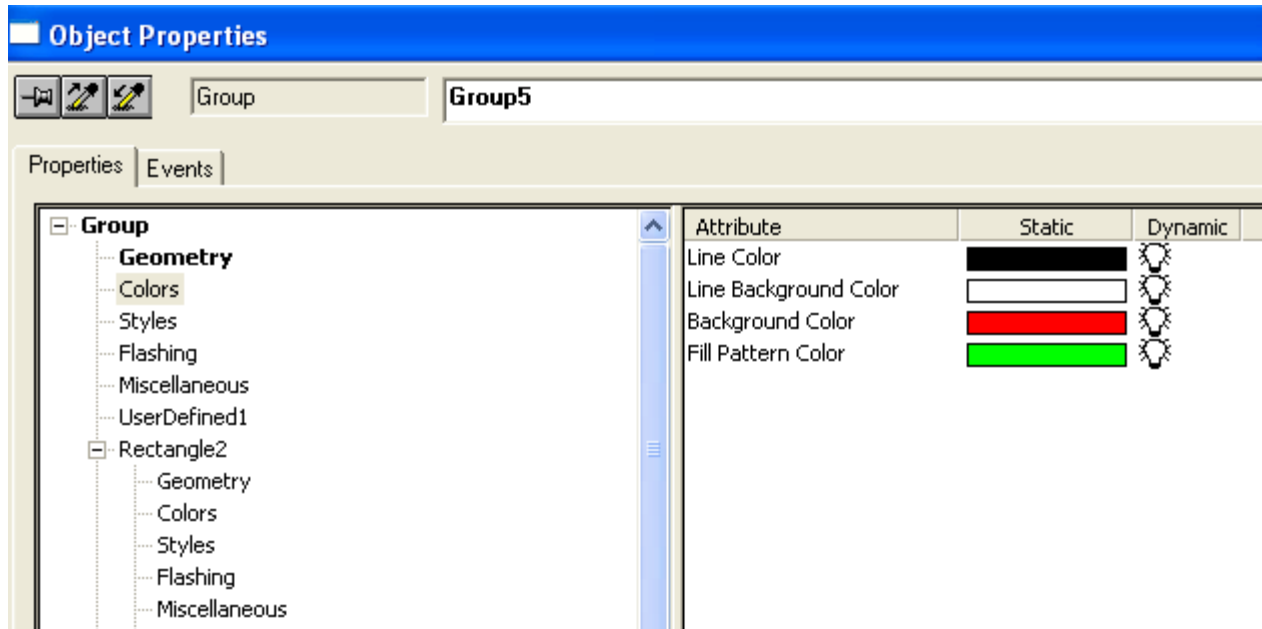 Object Properties
Group Group5
Properties Events
Group
Geometry
Colors
Styles
Flashing
Miscellaneous
UserDefined1
Rectangle2
Geometry
Colors
Styles
Flashing
Miscellaneous
Attribute Static Dynamic
Line Color
Line Background Color
Background Color
Fill Pattern Color